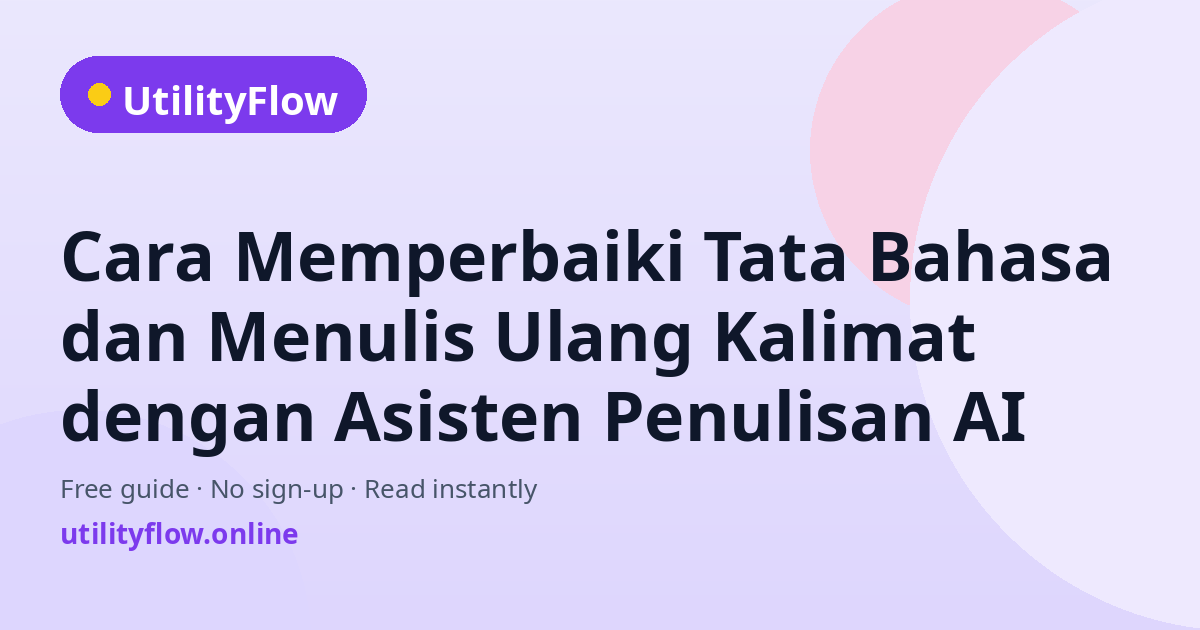 UtilityFlow
Cara Memperbaiki Tata Bahasa
dan Menulis Ulang Kalimat
dengan Asisten Penulisan AI
Free guide · No sign-up · Read instantly
utilityflow.online